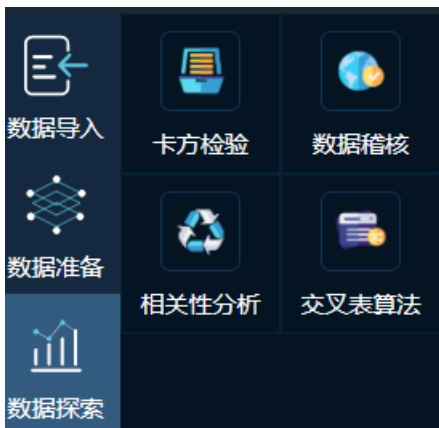 数据导入
卡方检验
数据稽核
数据准备
相关性分析
交叉表算法
数据探索